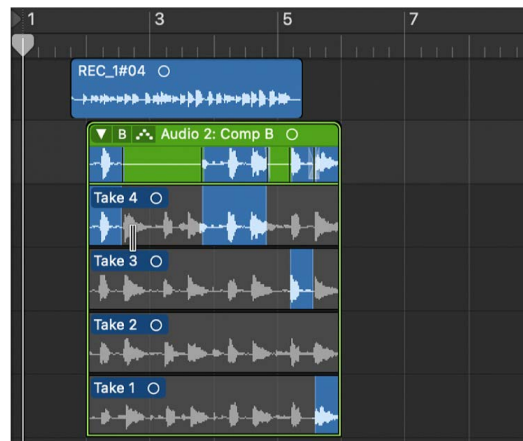 1 3 5 7
REC_1#04
B Audio 2: Comp B
Take 4
Take 3
Take 2
Take 1